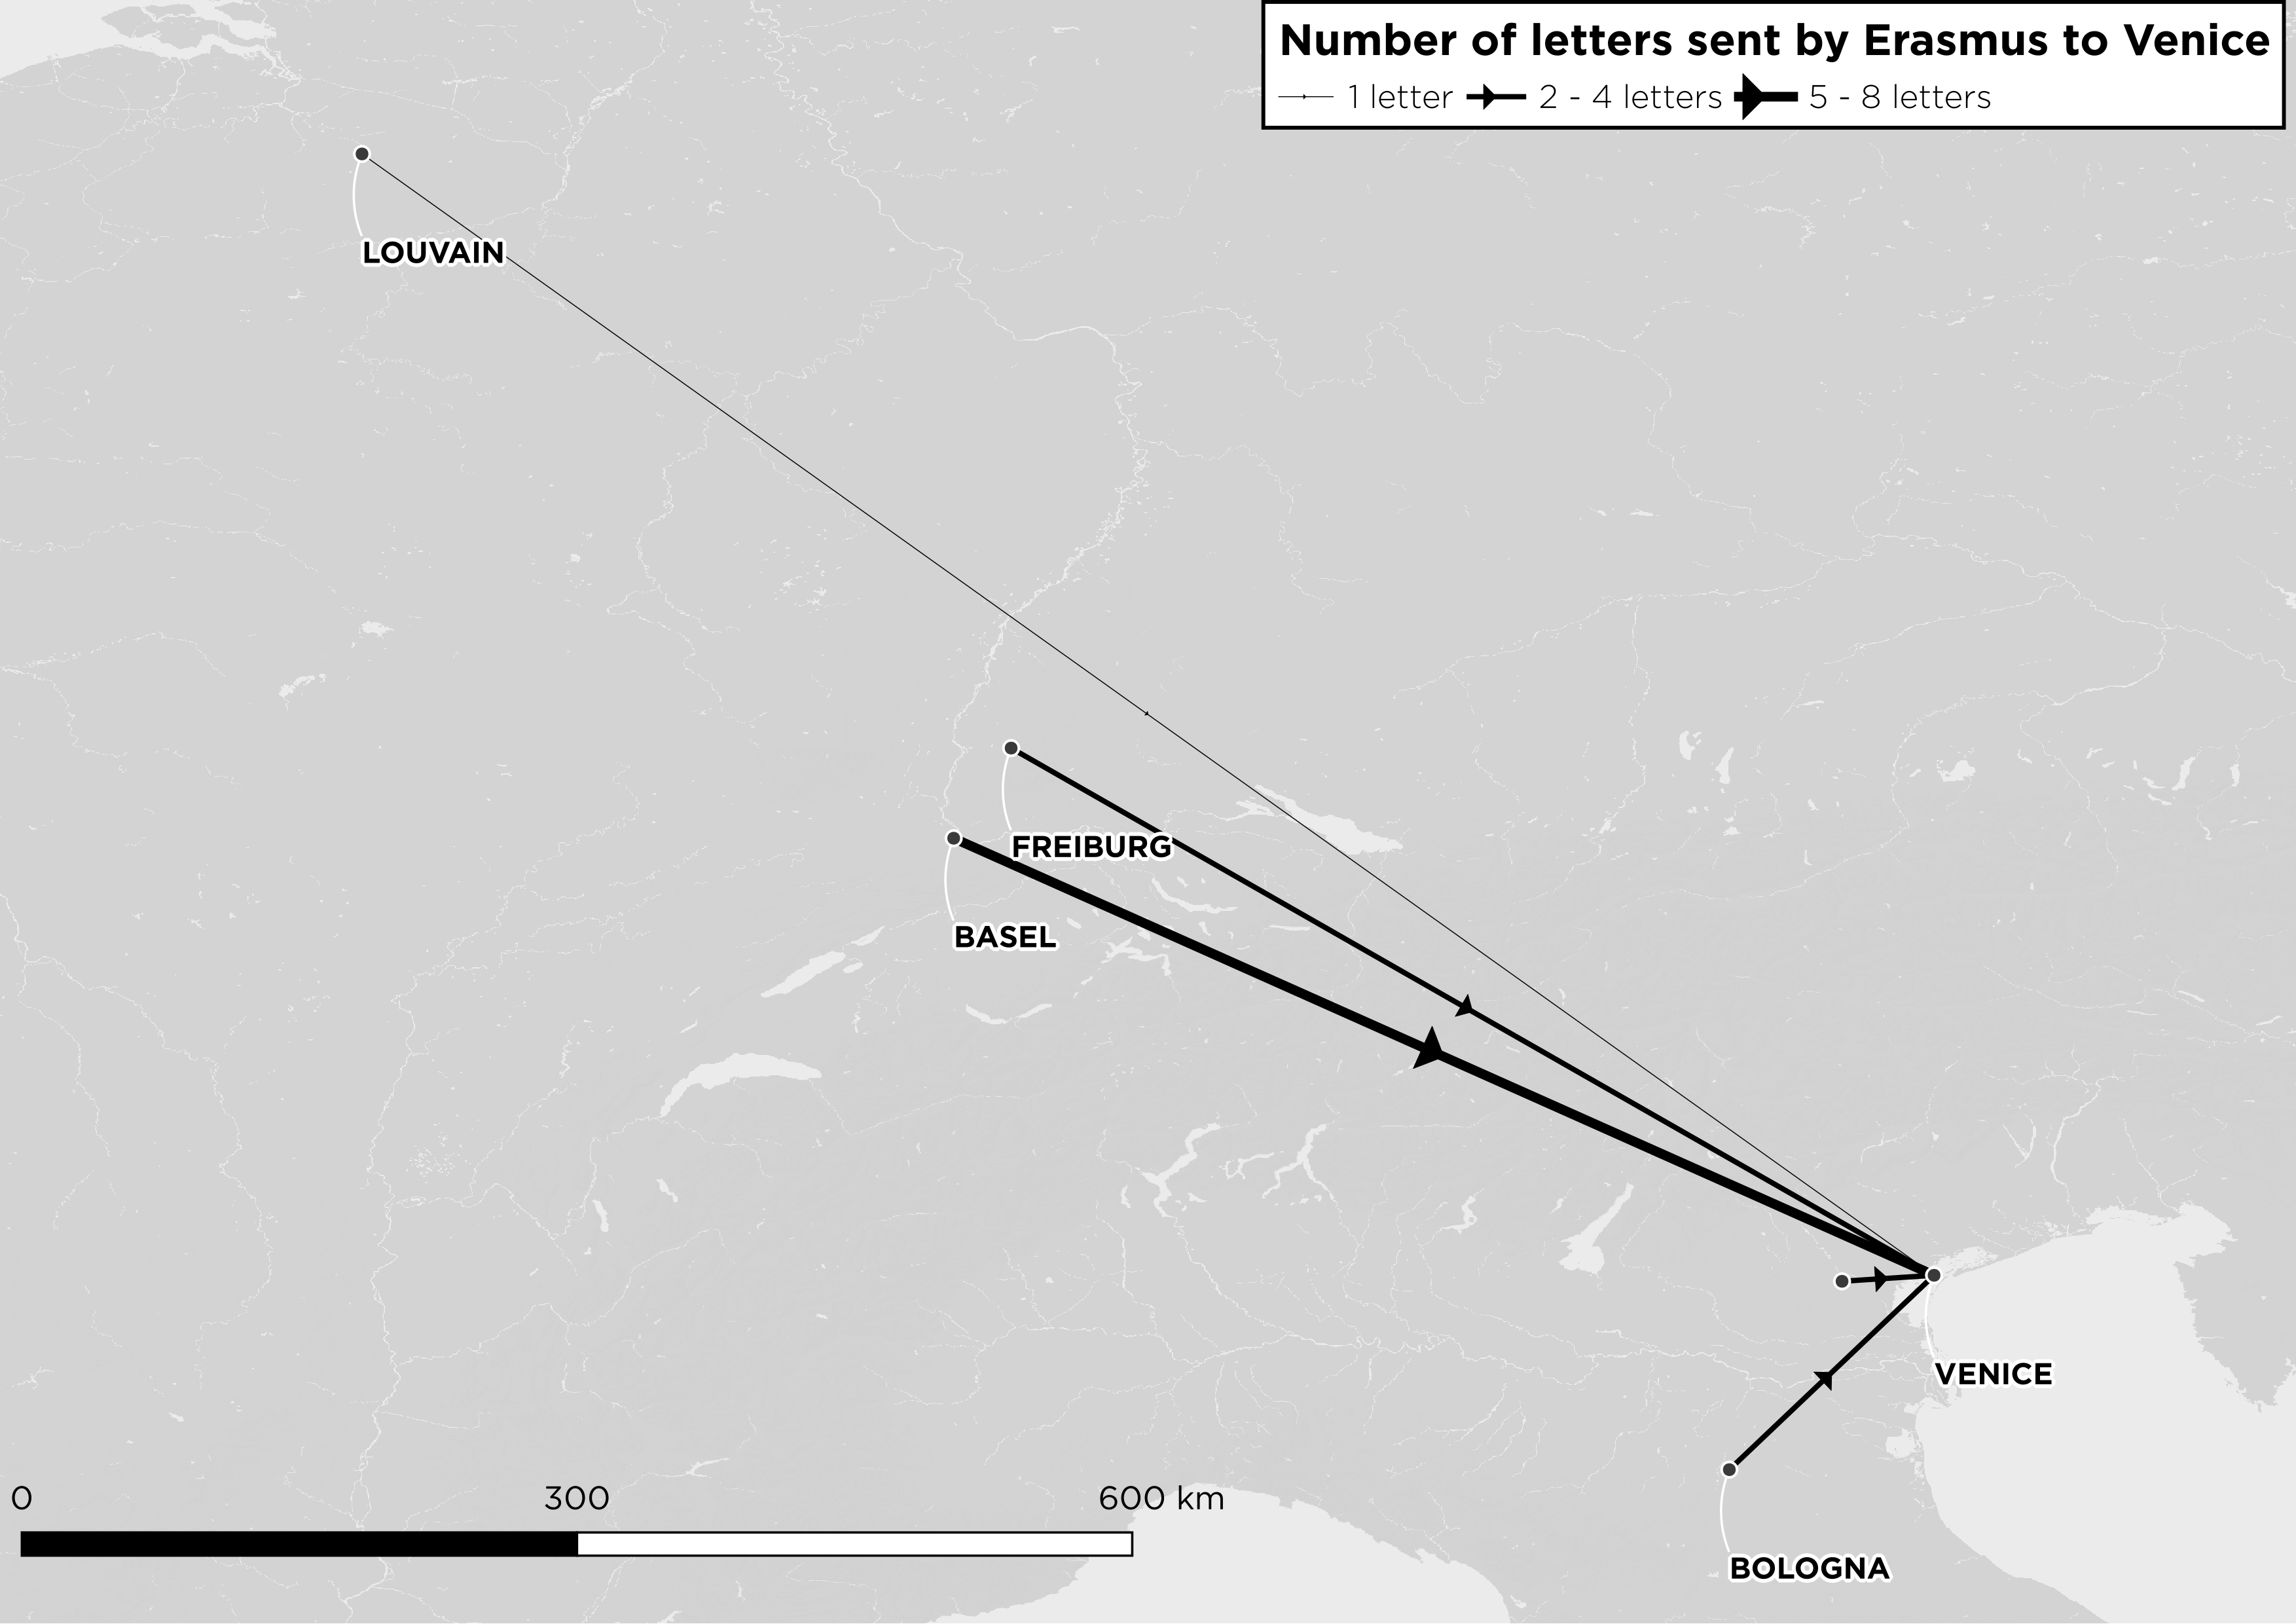 Number of letters sent by Erasmus to Venice
1 letter 2 - 4 letters 5 - 8 letters
LOUVAIN
FREIBURG
BASEL
VENICE
0 300 600 km
BOLOGNA